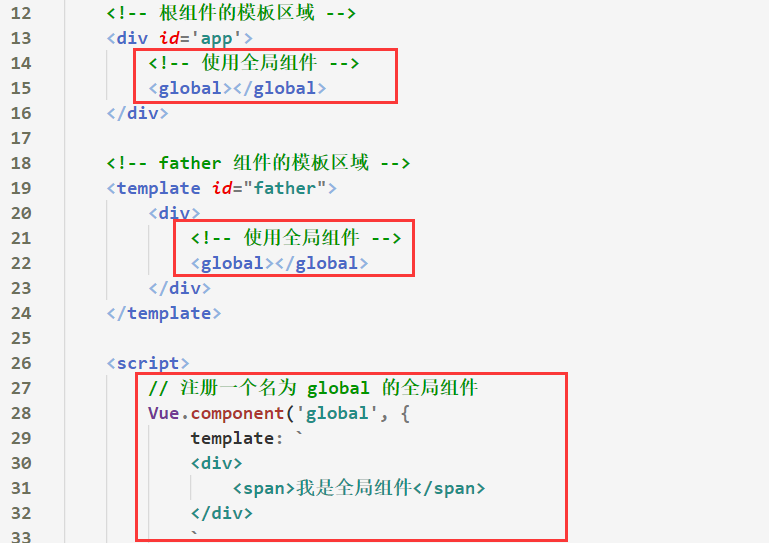 12 <!-- 根组件的模板区域 -->
13 <div id='app'>
14 <!-- 使用全局组件 -->
15 <global></global>
16 </div>
17
18 <!-- father 组件的模板区域 -->
19 <template id="father">
20 <div>
21 <!-- 使用全局组件 -->
22 <global></global>
23 </div>
24 </template>
25
26 <script>
27 // 注册一个名为 global 的全局组件
28 Vue.component('global', {
29 template: `
30 <div>
31 <span>我是全局组件</span>
32 </div>
33 `